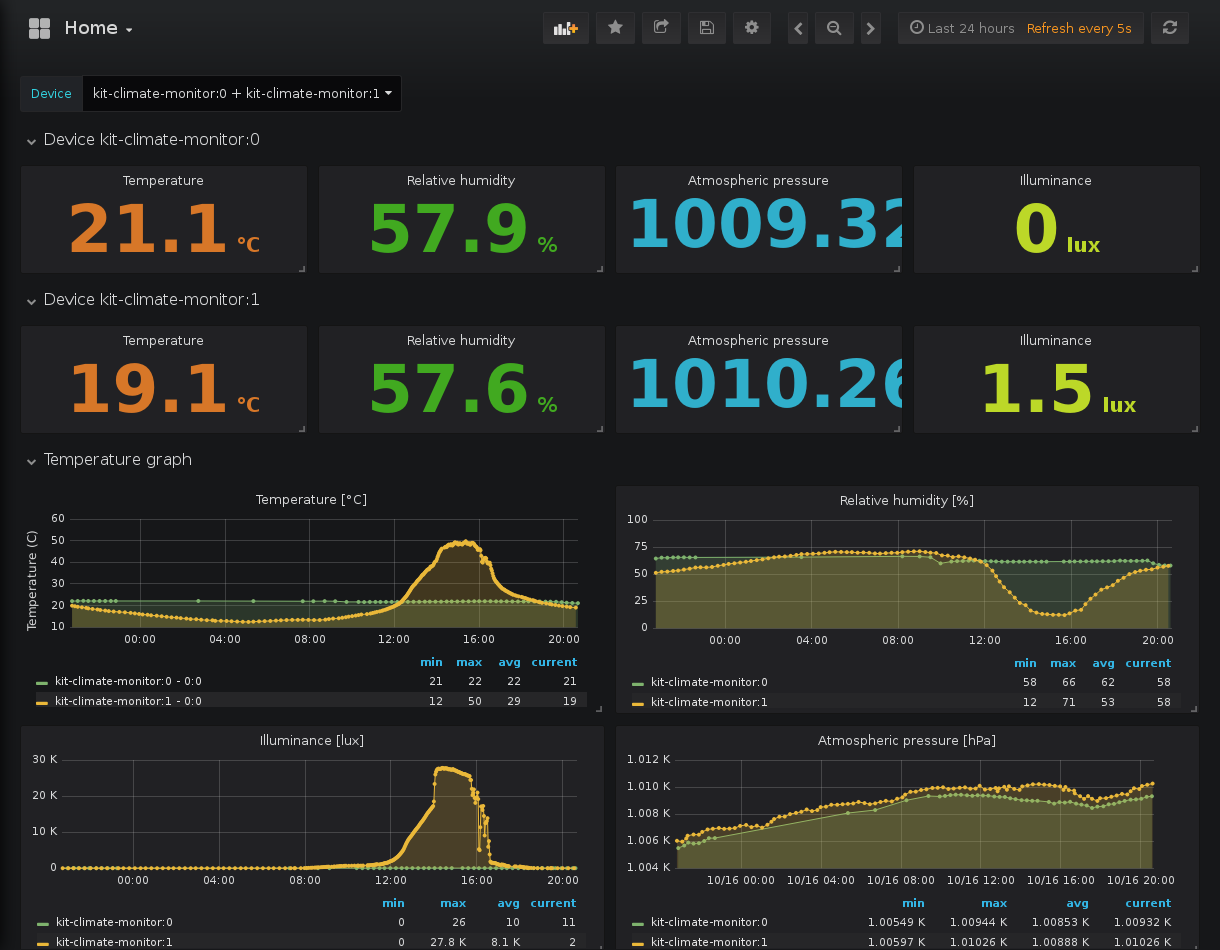 Home
Last 24 hours Refresh every 5s
Device kit-climate-monitor:0 + kit-climate-monitor:1
Device kit-climate-monitor:0
Temperature Relative humidity Atmospheric pressure Illuminance
21.1 °C 57.9 % 1009.32 0 lux
Device kit-climate-monitor:1
Temperature Relative humidity Atmospheric pressure Illuminance
19.1 °C 57.6 % 1010.26 1.5 lux
Temperature graph
Temperature [°C]
Temperature (C)
60
50
40
30
20
10
00:00 04:00 08:00 12:00 16:00 20:00
min max avg current
kit-climate-monitor:0 - 0:0 21 22 22 21
kit-climate-monitor:1 - 0:0 12 50 29 19
Relative humidity [%]
100
75
50
25
0
00:00 04:00 08:00 12:00 16:00 20:00
min max avg current
kit-climate-monitor:0 58 66 62 58
kit-climate-monitor:1 12 71 53 58
Illuminance [lux]
30 K
20 K
10 K
0
00:00 04:00 08:00 12:00 16:00 20:00
min max avg current
kit-climate-monitor:0 0 26 10 11
kit-climate-monitor:1 0 27.8 K 8.1 K 2
Atmospheric pressure [hPa]
1.012 K
1.010 K
1.008 K
1.006 K
1.004 K
10/16 00:00 10/16 04:00 10/16 08:00 10/16 12:00 10/16 16:00 10/16 20:00
min max avg current
kit-climate-monitor:0 1.00549 K 1.00944 K 1.00853 K 1.00932 K
kit-climate-monitor:1 1.00597 K 1.01026 K 1.00888 K 1.01026 K